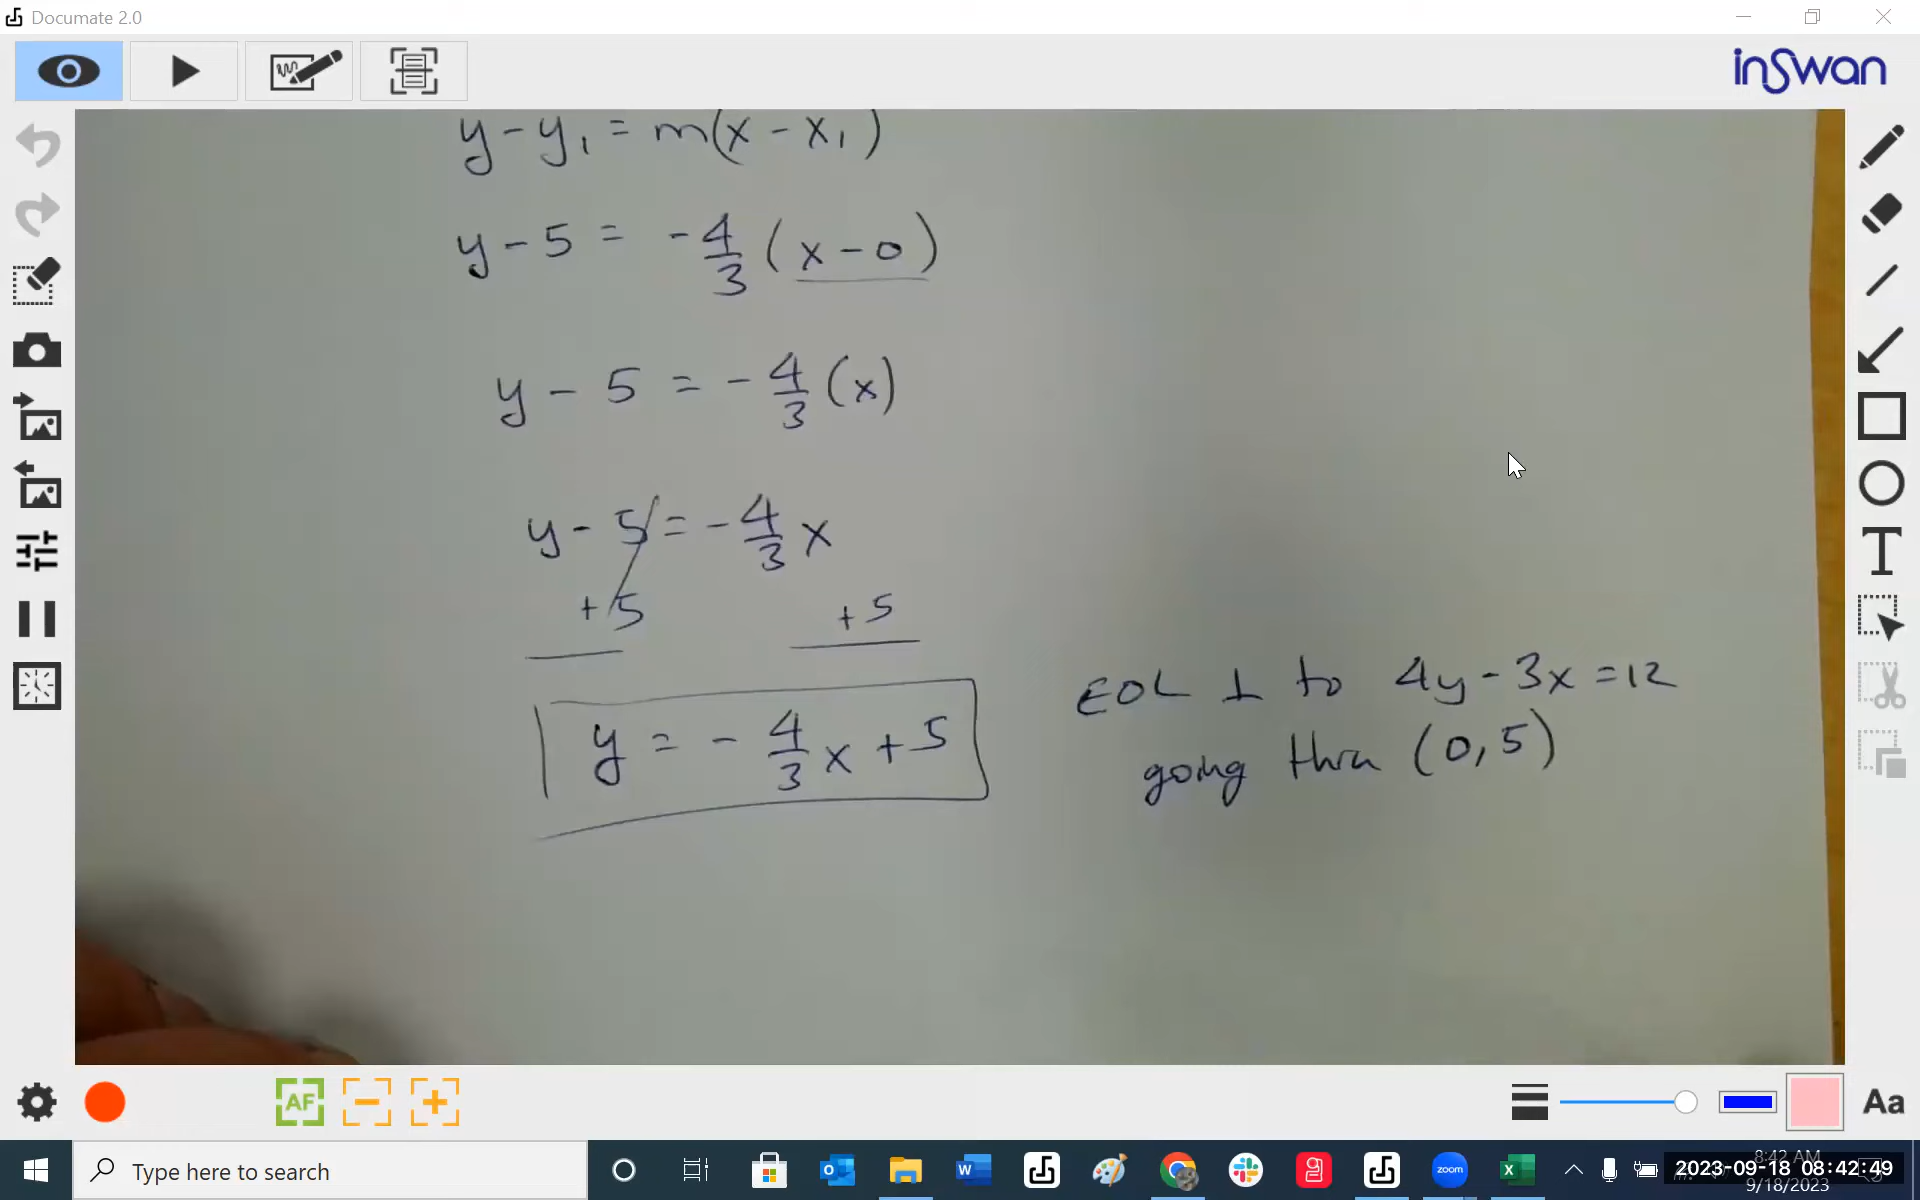 Documate 2.0
inSwan
y - y₁ = m(x - x₁)
y - 5 = -4/3 (x - 0)
y - 5 = -4/3 (x)
y - 5 = -4/3 x
+5 +5
y = -4/3 x + 5
EOL ⊥ to 4y - 3x = 12
going thru (0,5)
T
AF
Aa
Type here to search
zoom
8:42 AM
2023-09-18 08:42:49
9/18/2023